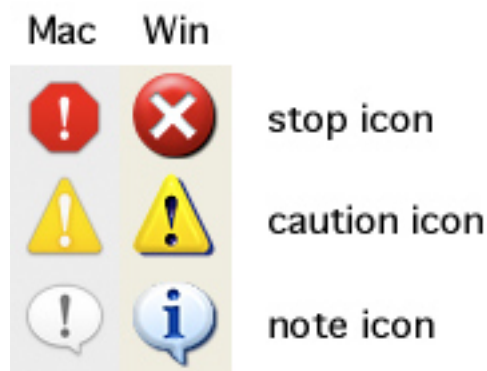 Mac Win
! X stop icon
! ! caution icon
! i note icon